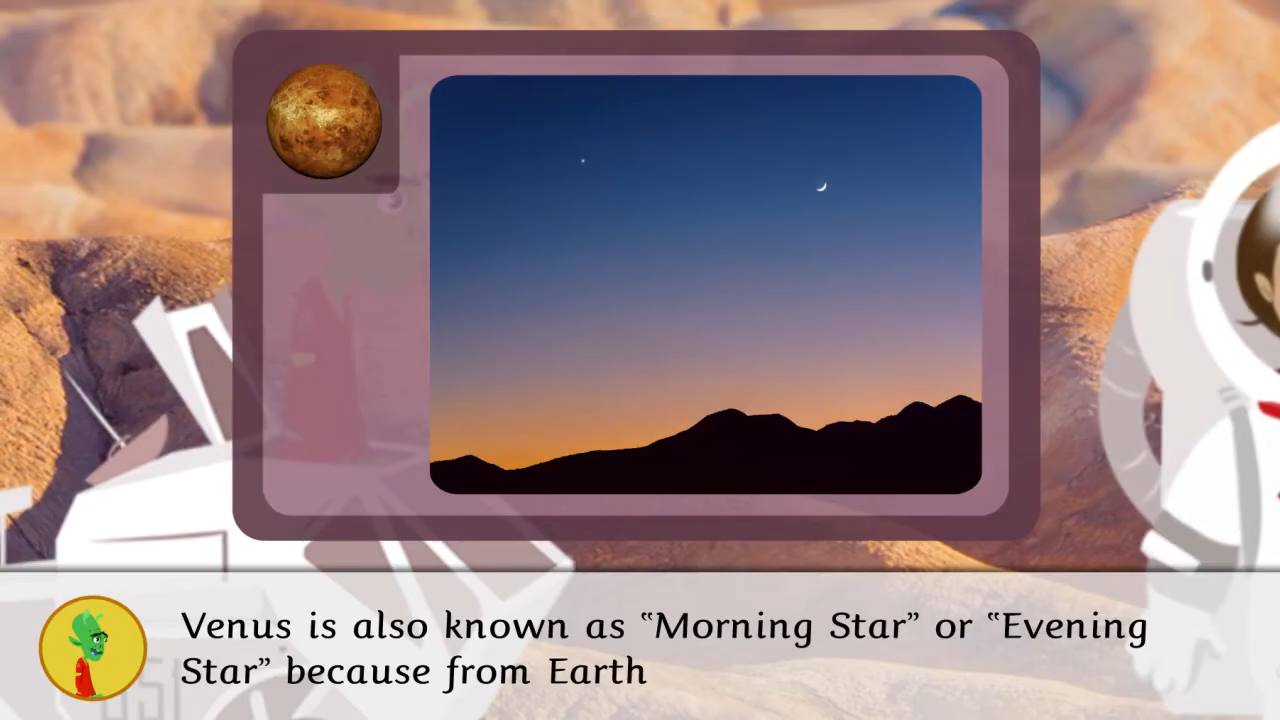 Venus is also known as “Morning Star” or “Evening
Star” because from Earth